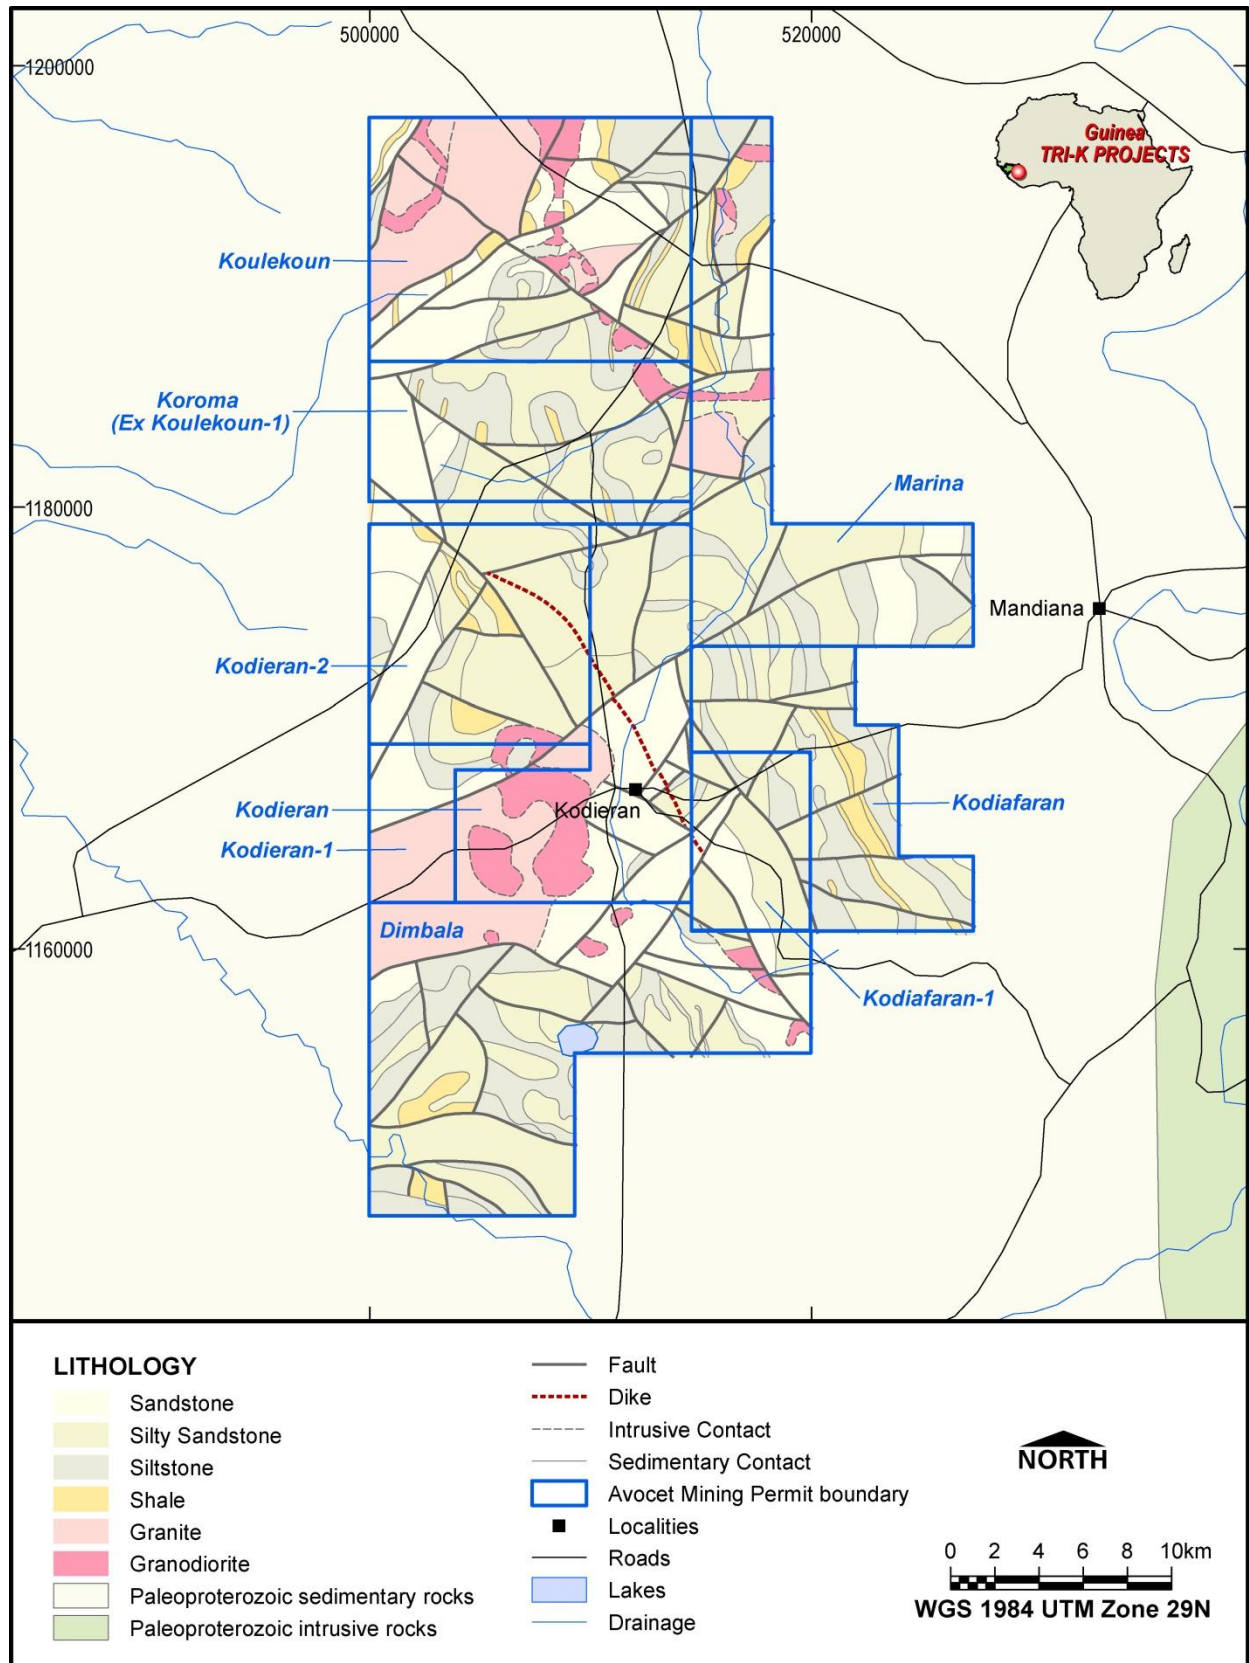 500000
520000
1200000
Guinea
TRI-K PROJECTS
Koulekoun
Koroma
(Ex Koulekoun-1)
Marina
1180000
Mandiana
Kodieran-2
Kodieran
Kodieran
Kodiafaran
Kodieran-1
Dimbala
1160000
Kodiafaran-1
LITHOLOGY
Sandstone
Silty Sandstone
Siltstone
Shale
Granite
Granodiorite
Paleoproterozoic sedimentary rocks
Paleoproterozoic intrusive rocks
Fault
Dike
Intrusive Contact
Sedimentary Contact
Avocet Mining Permit boundary
Localities
Roads
Lakes
Drainage
NORTH
0 2 4 6 8 10km
WGS 1984 UTM Zone 29N